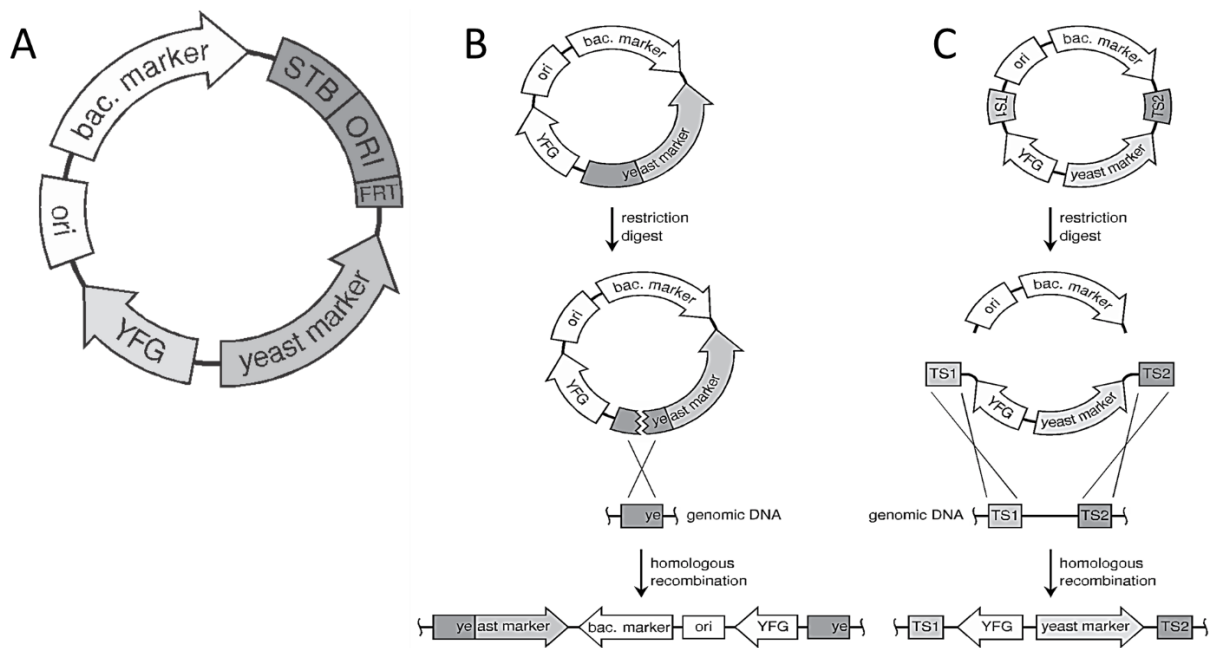 A
bac. marker
STB
ORI
FRT
yeast marker
YFG
ori
B
bac. marker
ori
YFG
ye
ast marker
restriction
digest
bac. marker
ori
YFG
ye
ast marker
ye
genomic DNA
homologous
recombination
ye
ast marker
bac. marker
ori
YFG
ye
C
bac. marker
ori
TS1
TS2
YFG
yeast marker
restriction
digest
bac. marker
ori
TS1
TS2
YFG
yeast marker
genomic DNA
TS1
TS2
homologous
recombination
TS1
YFG
yeast marker
TS2